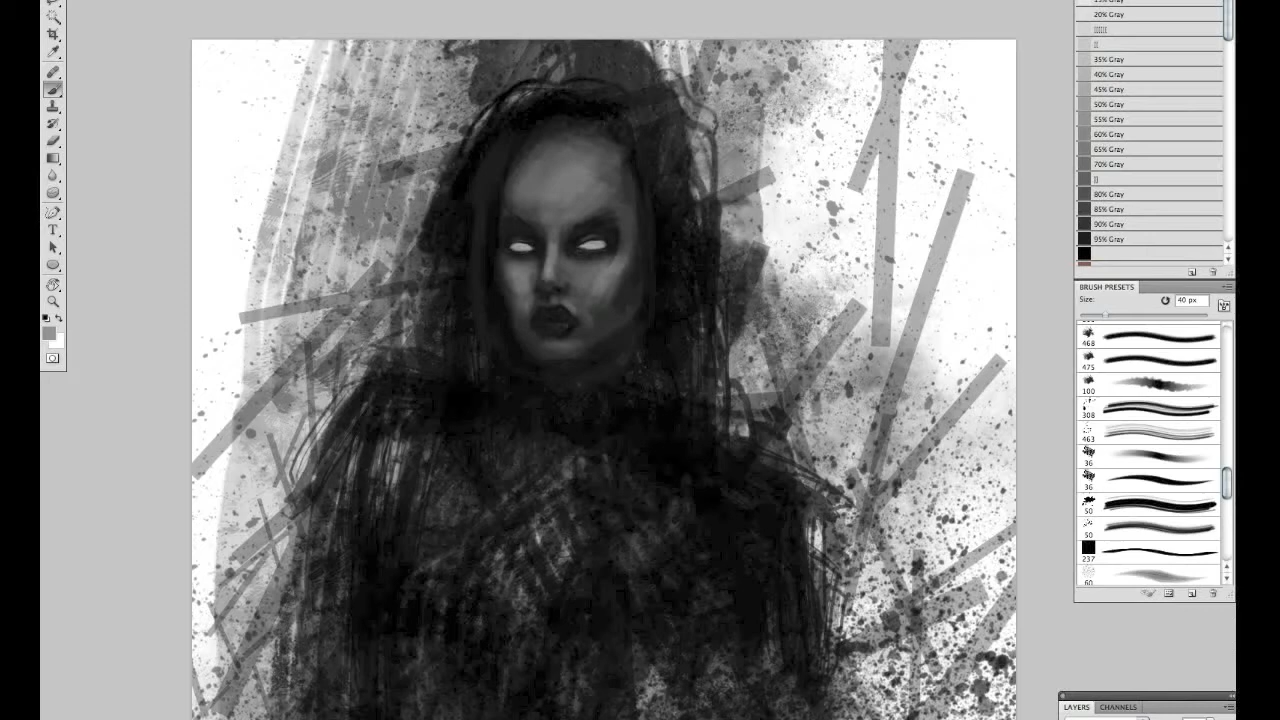 20% Gray
35% Gray
40% Gray
45% Gray
50% Gray
55% Gray
60% Gray
65% Gray
70% Gray
80% Gray
85% Gray
90% Gray
95% Gray
BRUSH PRESETS
Size:
40 px
468
475
100
308
463
36
36
50
50
237
60
LAYERS
CHANNELS
T